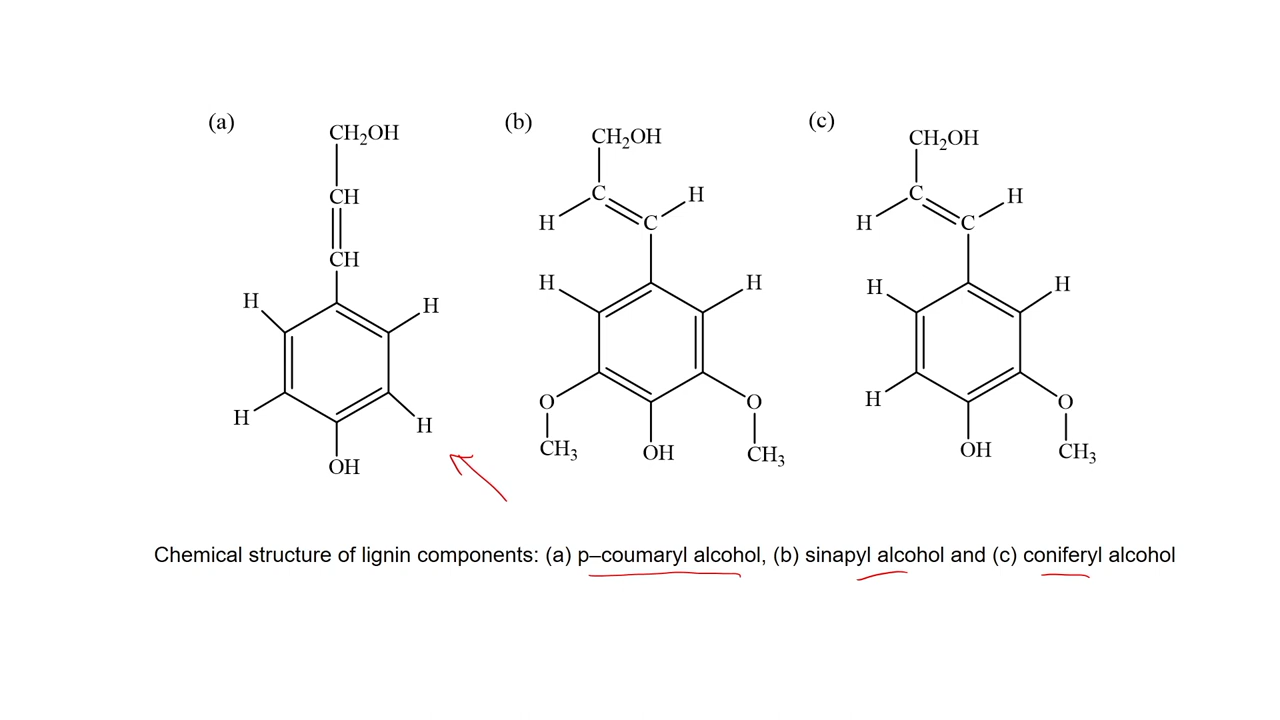 (a) (b) (c)
CH₂OH CH₂OH CH₂OH
CH C H C H
H C H C
CH
H H H H H H
H H H O O O
OH CH₃ OH CH₃ OH CH₃
Chemical structure of lignin components: (a) p–coumaryl alcohol, (b) sinapyl alcohol and (c) coniferyl alcohol